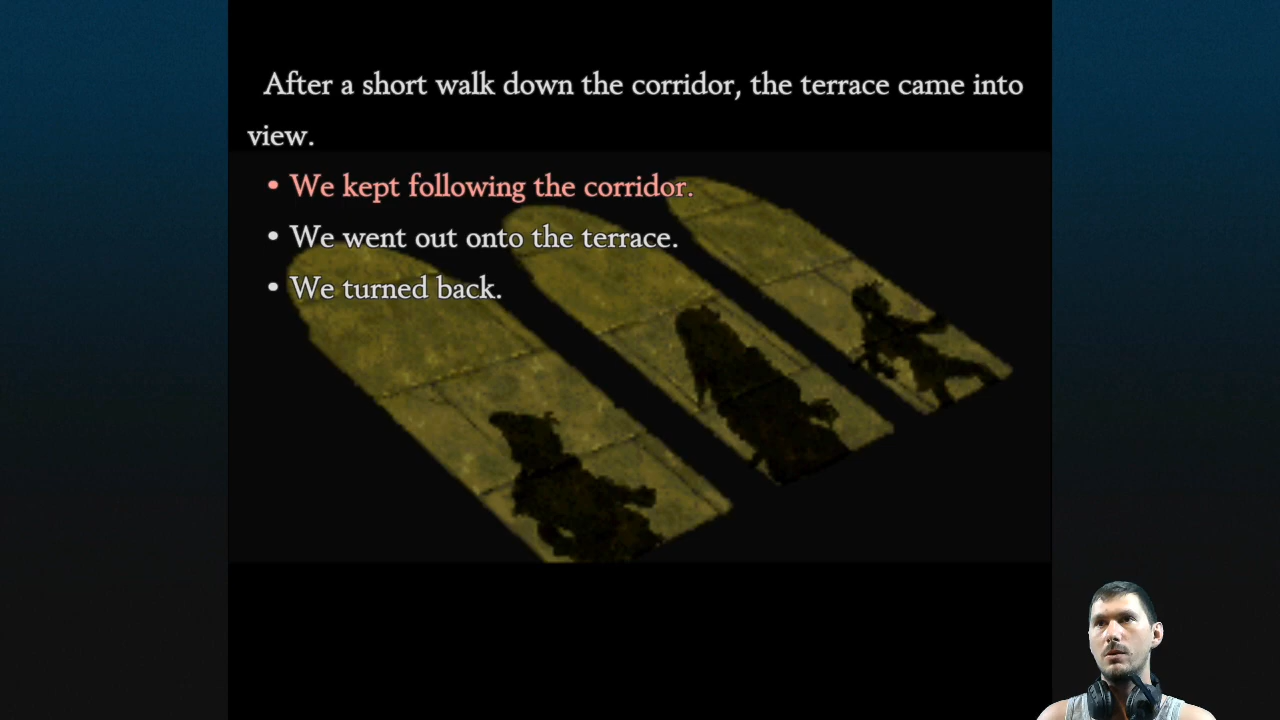 After a short walk down the corridor, the terrace came into
view.
• We kept following the corridor.
• We went out onto the terrace.
• We turned back.